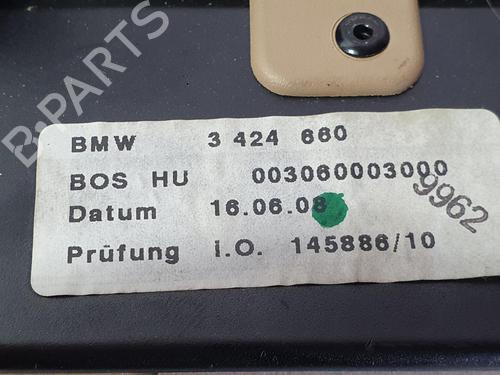 B-PARTS
BMW 3 424 660
BOS HU 003060003000
Datum 16.06.08
Prüfung i.O. 145886/10
9962